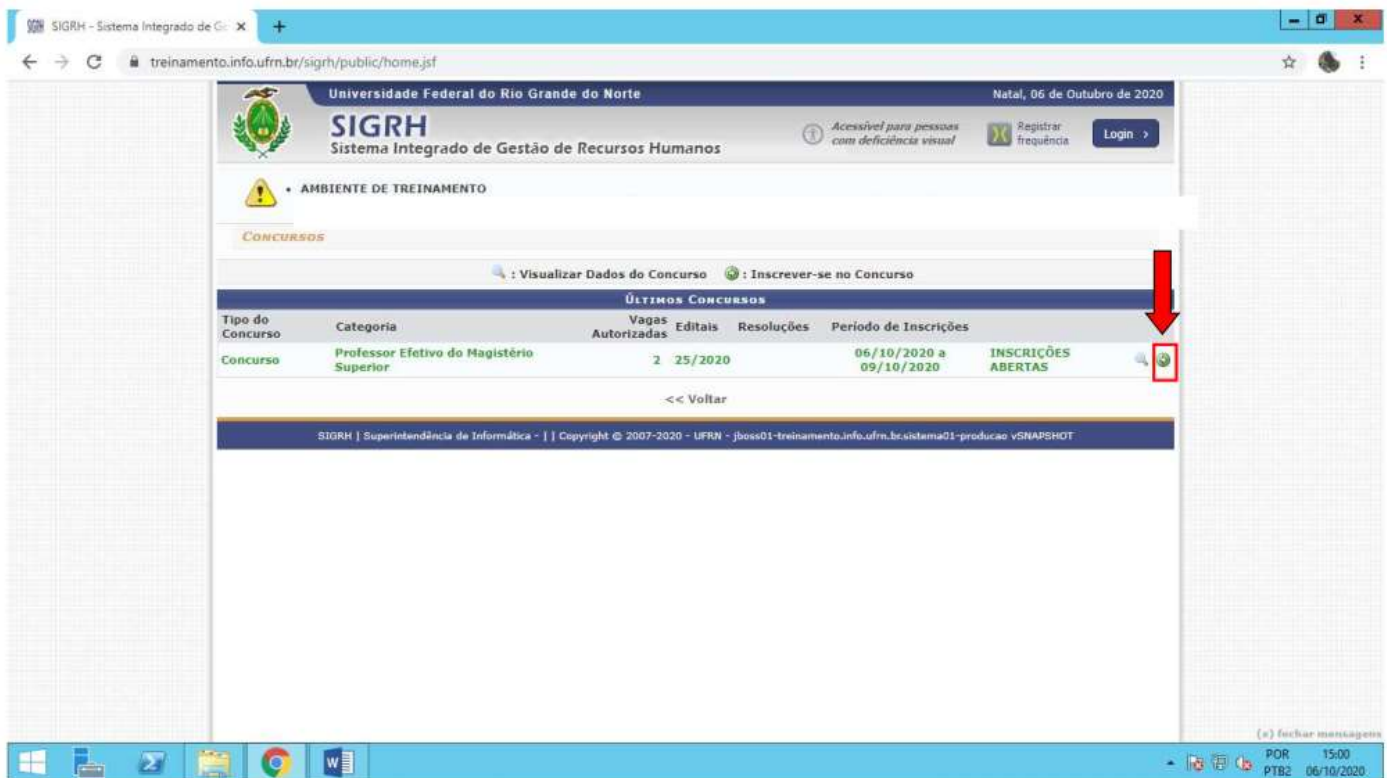 SIGRH - Sistema Integrado de G
treinamento.info.ufrn.br/sigrh/public/home.jsf
Universidade Federal do Rio Grande do Norte
Natal, 06 de Outubro de 2020
SIGRH
Sistema Integrado de Gestão de Recursos Humanos
Acessível para pessoas
com deficiência visual
Registrar
frequência
Login >
• AMBIENTE DE TREINAMENTO
CONCURSOS
: Visualizar Dados do Concurso : Inscrever-se no Concurso
ÚLTIMOS CONCURSOS
Tipo do
Concurso
Categoria
Vagas
Autorizadas
Editais
Resoluções
Período de Inscrições
Concurso
Professor Efetivo do Magistério
Superior
2
25/2020
06/10/2020 a
09/10/2020
INSCRIÇÕES
ABERTAS
<< Voltar
SIGRH | Superintendência de Informática - | | Copyright © 2007-2020 - UFRN - jboss01-treinamento.info.ufrn.br.sistema01-producao vSNAPSHOT
(x) fechar mensagens
POR
PTB2
15:00
06/10/2020